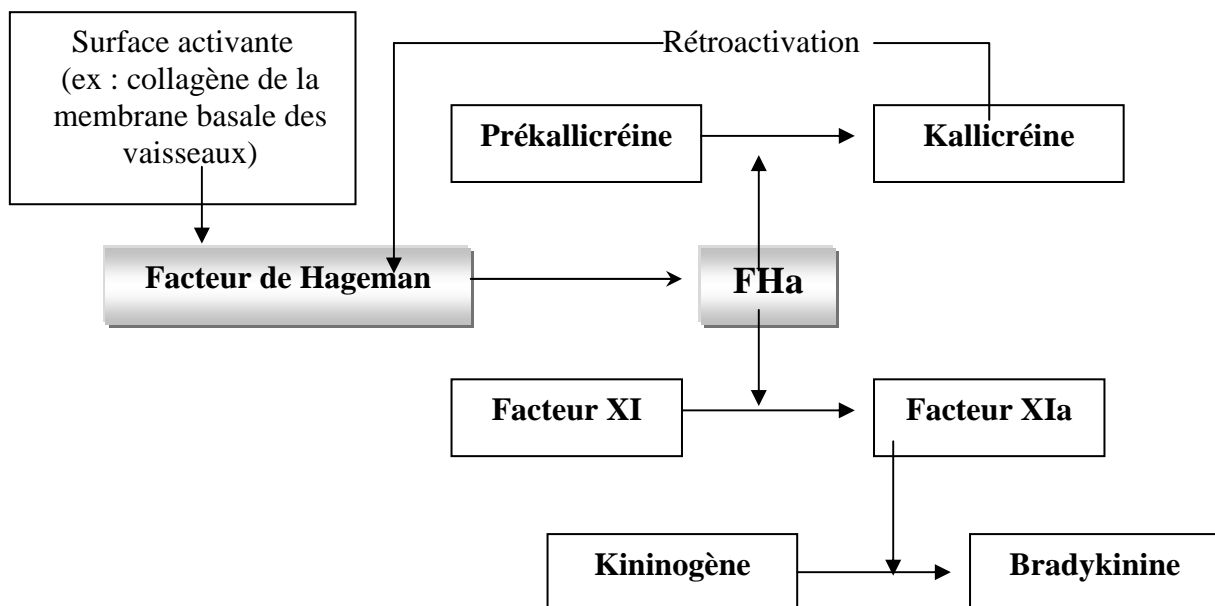 Surface activante
(ex : collagène de la
membrane basale des
vaisseaux)
Rétroactivation
Prékallicréine
Kallicréine
Facteur de Hageman
FHa
Facteur XI
Facteur XIa
Kininogène
Bradykinine